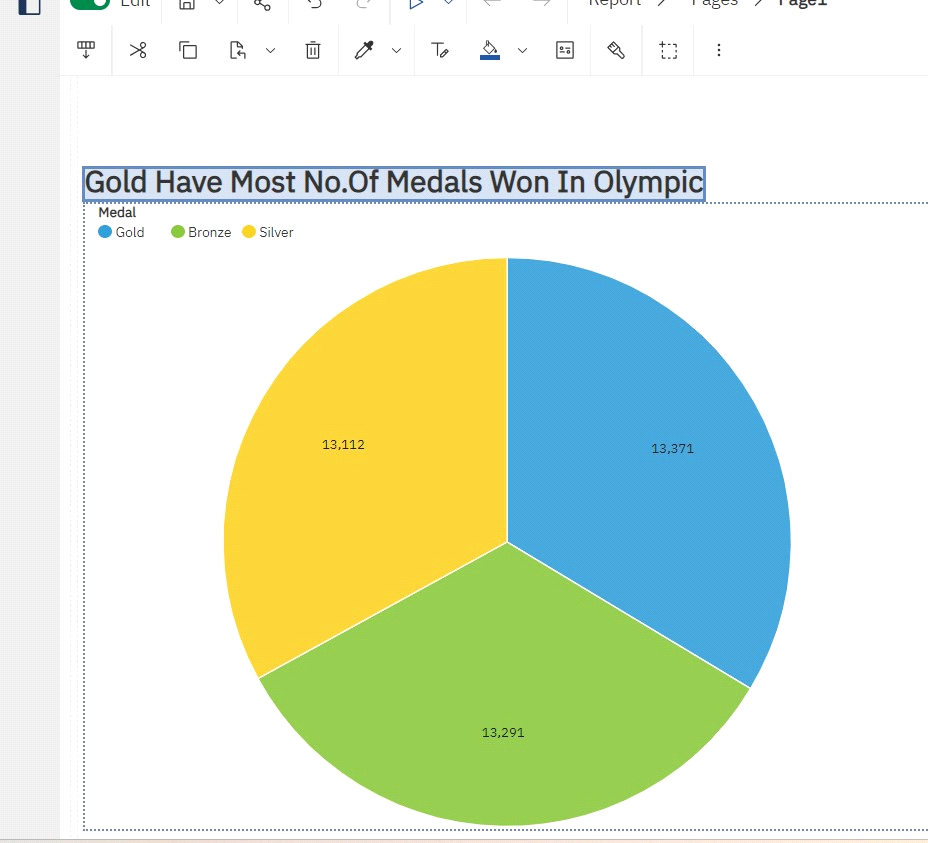 Edit
Report
Pages
Page1
Gold Have Most No.Of Medals Won In Olympic
Medal
Gold Bronze Silver
13,112
13,371
13,291